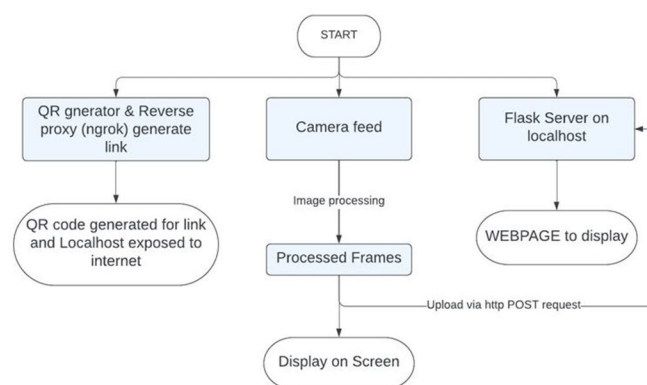 START
QR gnerator & Reverse
proxy (ngrok) generate
link
Camera feed
Flask Server on
localhost
Image processing
QR code generated for link
and Localhost exposed to
internet
WEBPAGE to display
Processed Frames
Upload via http POST request
Display on Screen